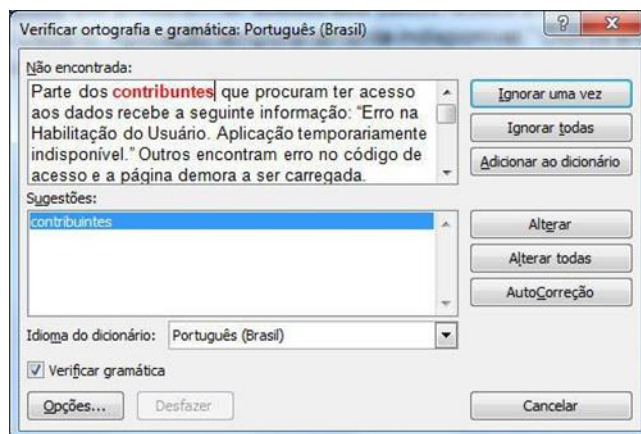 Verificar ortografia e gramática: Português (Brasil)
Não encontrada:
Parte dos contribuntes que procuram ter acesso
aos dados recebe a seguinte informação: “Erro na
Habilitação do Usuário. Aplicação temporariamente
indisponível.” Outros encontram erro no código de
acesso e a página demora a ser carregada.
Ignorar uma vez
Ignorar todas
Adicionar ao dicionário
Sugestões:
contribuintes
Alterar
Alterar todas
AutoCorreção
Idioma do dicionário: Português (Brasil)
Verificar gramática
Opções... Desfazer Cancelar